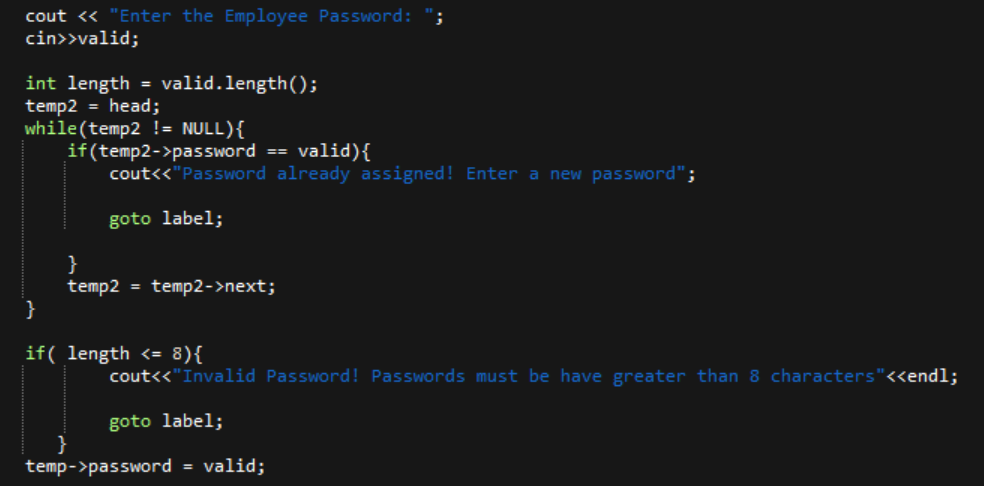 cout << "Enter the Employee Password: ";
cin>>valid;
int length = valid.length();
temp2 = head;
while(temp2 != NULL){
if(temp2->password == valid){
cout<<"Password already assigned! Enter a new password";
goto label;
}
temp2 = temp2->next;
}
if( length <= 8){
cout<<"Invalid Password! Passwords must be have greater than 8 characters"<<endl;
goto label;
}
temp->password = valid;